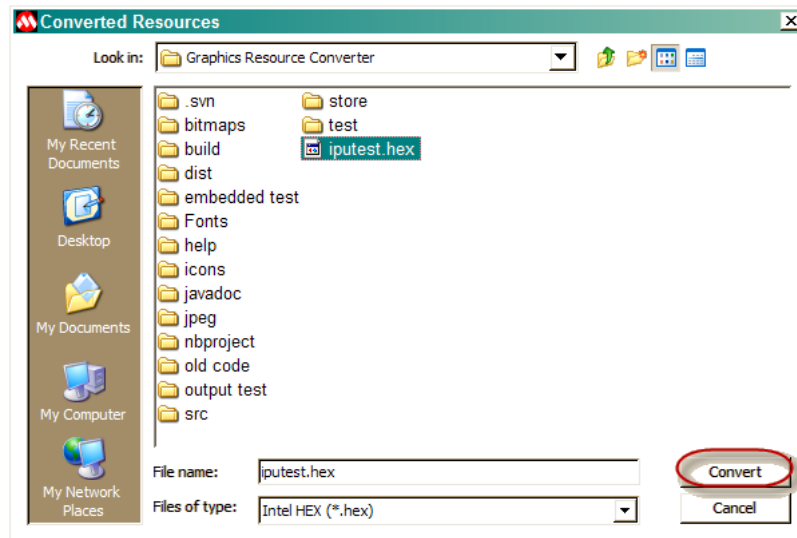 Converted Resources
Look in: Graphics Resource Converter
My Recent
Documents
Desktop
My Documents
My Computer
My Network
Places
.svn
bitmaps
build
dist
embedded test
Fonts
help
icons
javadoc
jpeg
nbproject
old code
output test
src
store
test
iputest.hex
File name: iputest.hex
Convert
Files of type: Intel HEX (*.hex)
Cancel